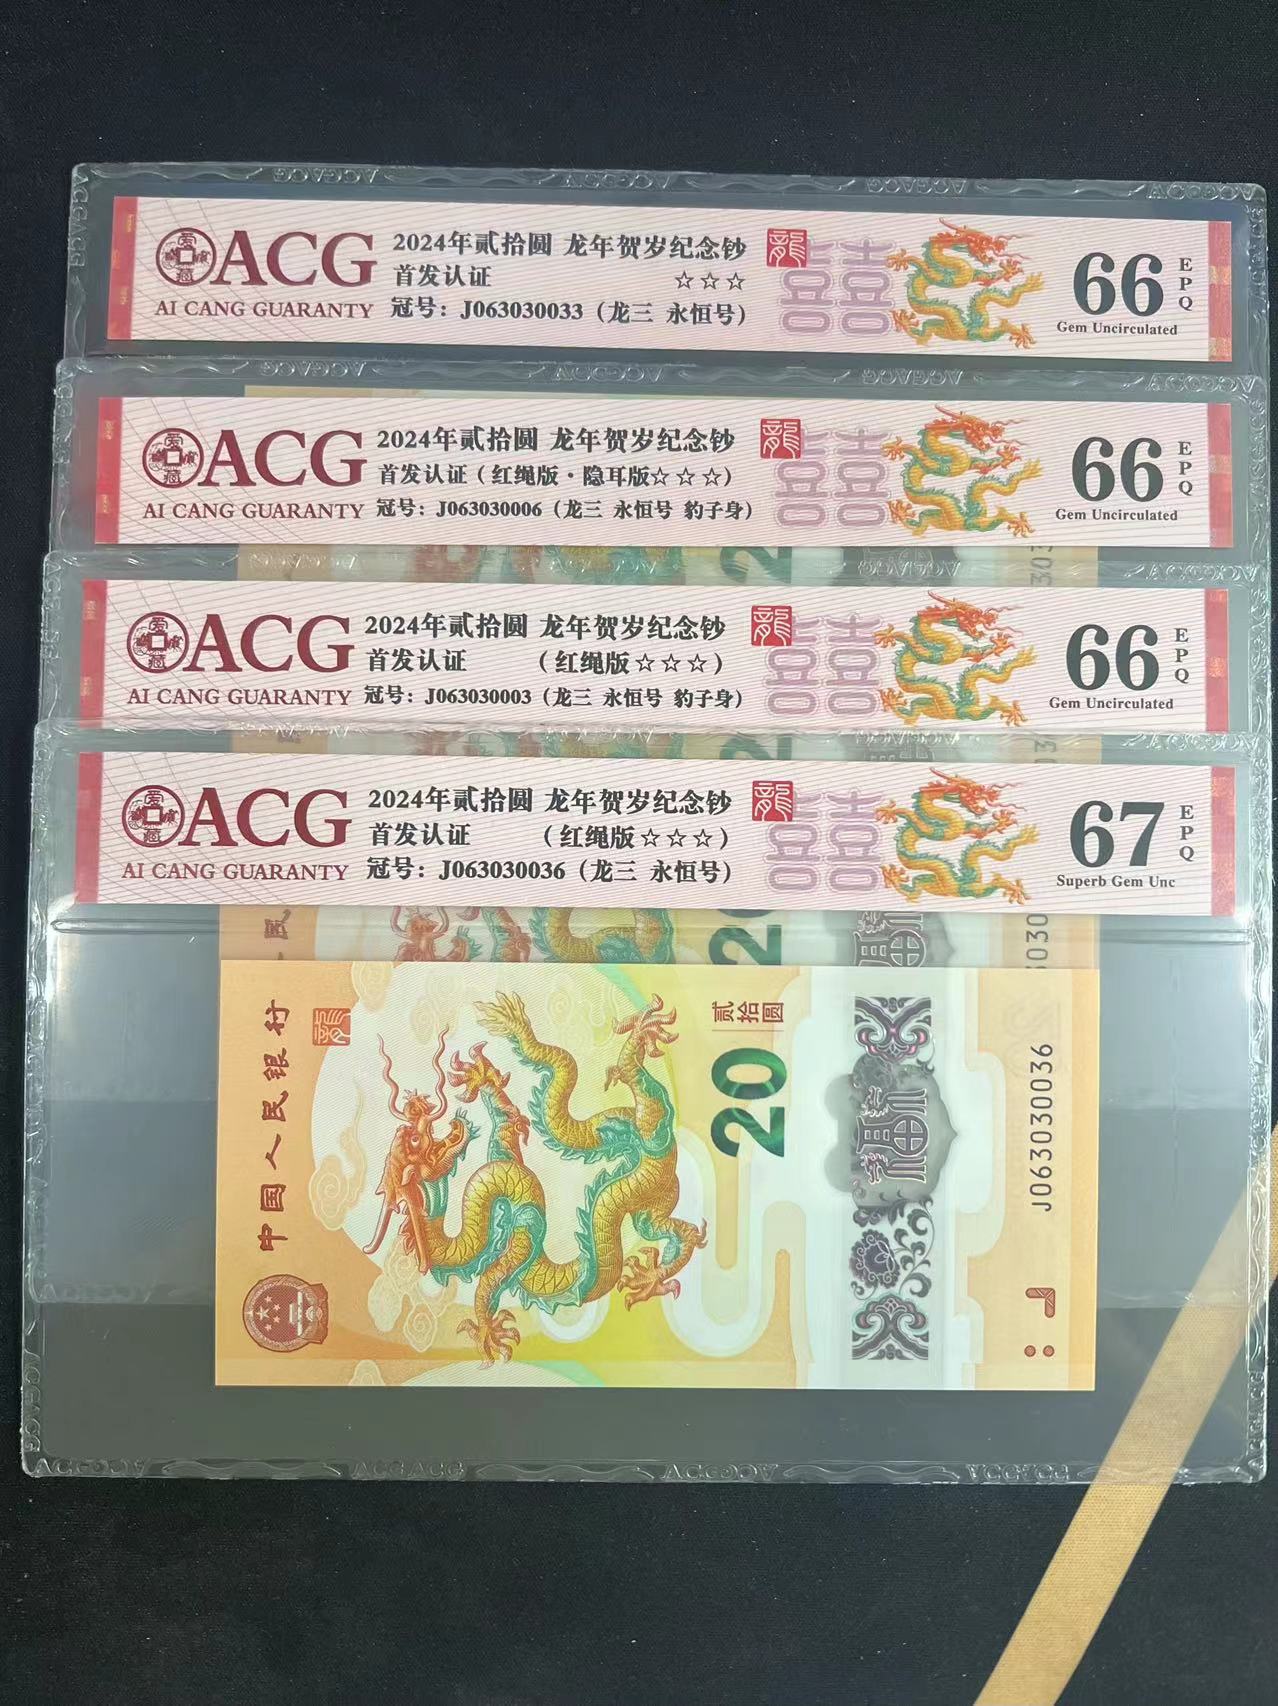 ACG
AI CANG GUARANTY
2024年贰拾圆 龙年贺岁纪念钞
首发认证 ☆☆☆
冠号：J063030033（龙三 永恒号）
龍
66
EPQ
Gem Uncirculated
ACG
AI CANG GUARANTY
2024年贰拾圆 龙年贺岁纪念钞
首发认证（红绳版·隐耳版☆☆☆）
冠号：J063030006（龙三 永恒号 豹子身）
龍
66
EPQ
Gem Uncirculated
ACG
AI CANG GUARANTY
2024年贰拾圆 龙年贺岁纪念钞
首发认证 （红绳版☆☆☆）
冠号：J063030003（龙三 永恒号 豹子身）
龍
66
EPQ
Gem Uncirculated
ACG
AI CANG GUARANTY
2024年贰拾圆 龙年贺岁纪念钞
首发认证 （红绳版☆☆☆）
冠号：J063030036（龙三 永恒号）
龍
67
EPQ
Superb Gem Unc
中国人民银行
贰拾圆
20
福
J063030036